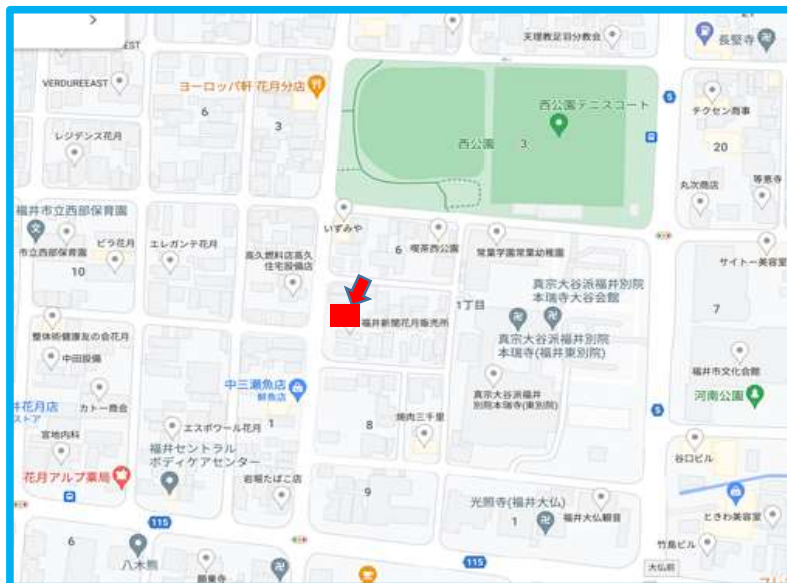 天理教足羽分教会
長堅寺
VERDUREEAST
ヨーロッパ軒 花月分店
西公園テニスコート
5
テクセン商事
6
3
レジデンス花月
西公園
3
20
等恵寺
丸次商店
福井市立西部保育園
市立西部保育園
ビラ花月
10
エレガンテ花月
高久燃料店高久
住宅設備店
いずみや
6
喫茶西公園
常葉学園常葉幼稚園
サイトー美容室
真宗大谷派福井別院
本瑞寺大谷会館
1丁目
7
福井新聞花月販売所
整体術健康友の会花月
中田設備
真宗大谷派福井別院
本瑞寺(福井東別院)
福井市文化会館
中三瀬魚店
鮮魚店
河南公園
井花月店
ストア
カトー商会
真宗大谷派福井
別院本瑞寺(東別院)
5
宮地内科
エスポワール花月
1
8
焼肉三千里
福井セントラル
ボディケアセンター
谷口ビル
花月アルプ薬局
岩堀たばこ店
9
光照寺(福井大仏)
1
福井大仏観音
ときわ美容室
115
6
八木熊
願乗寺
115
竹島ビル
大仏前